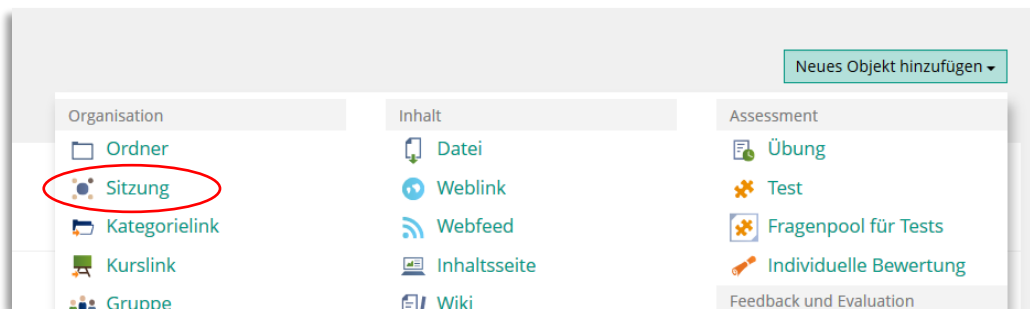 Neues Objekt hinzufügen
Organisation
Ordner
Sitzung
Kategorielink
Kurslink
Gruppe
Inhalt
Datei
Weblink
Webfeed
Inhaltsseite
Wiki
Assessment
Übung
Test
Fragenpool für Tests
Individuelle Bewertung
Feedback und Evaluation